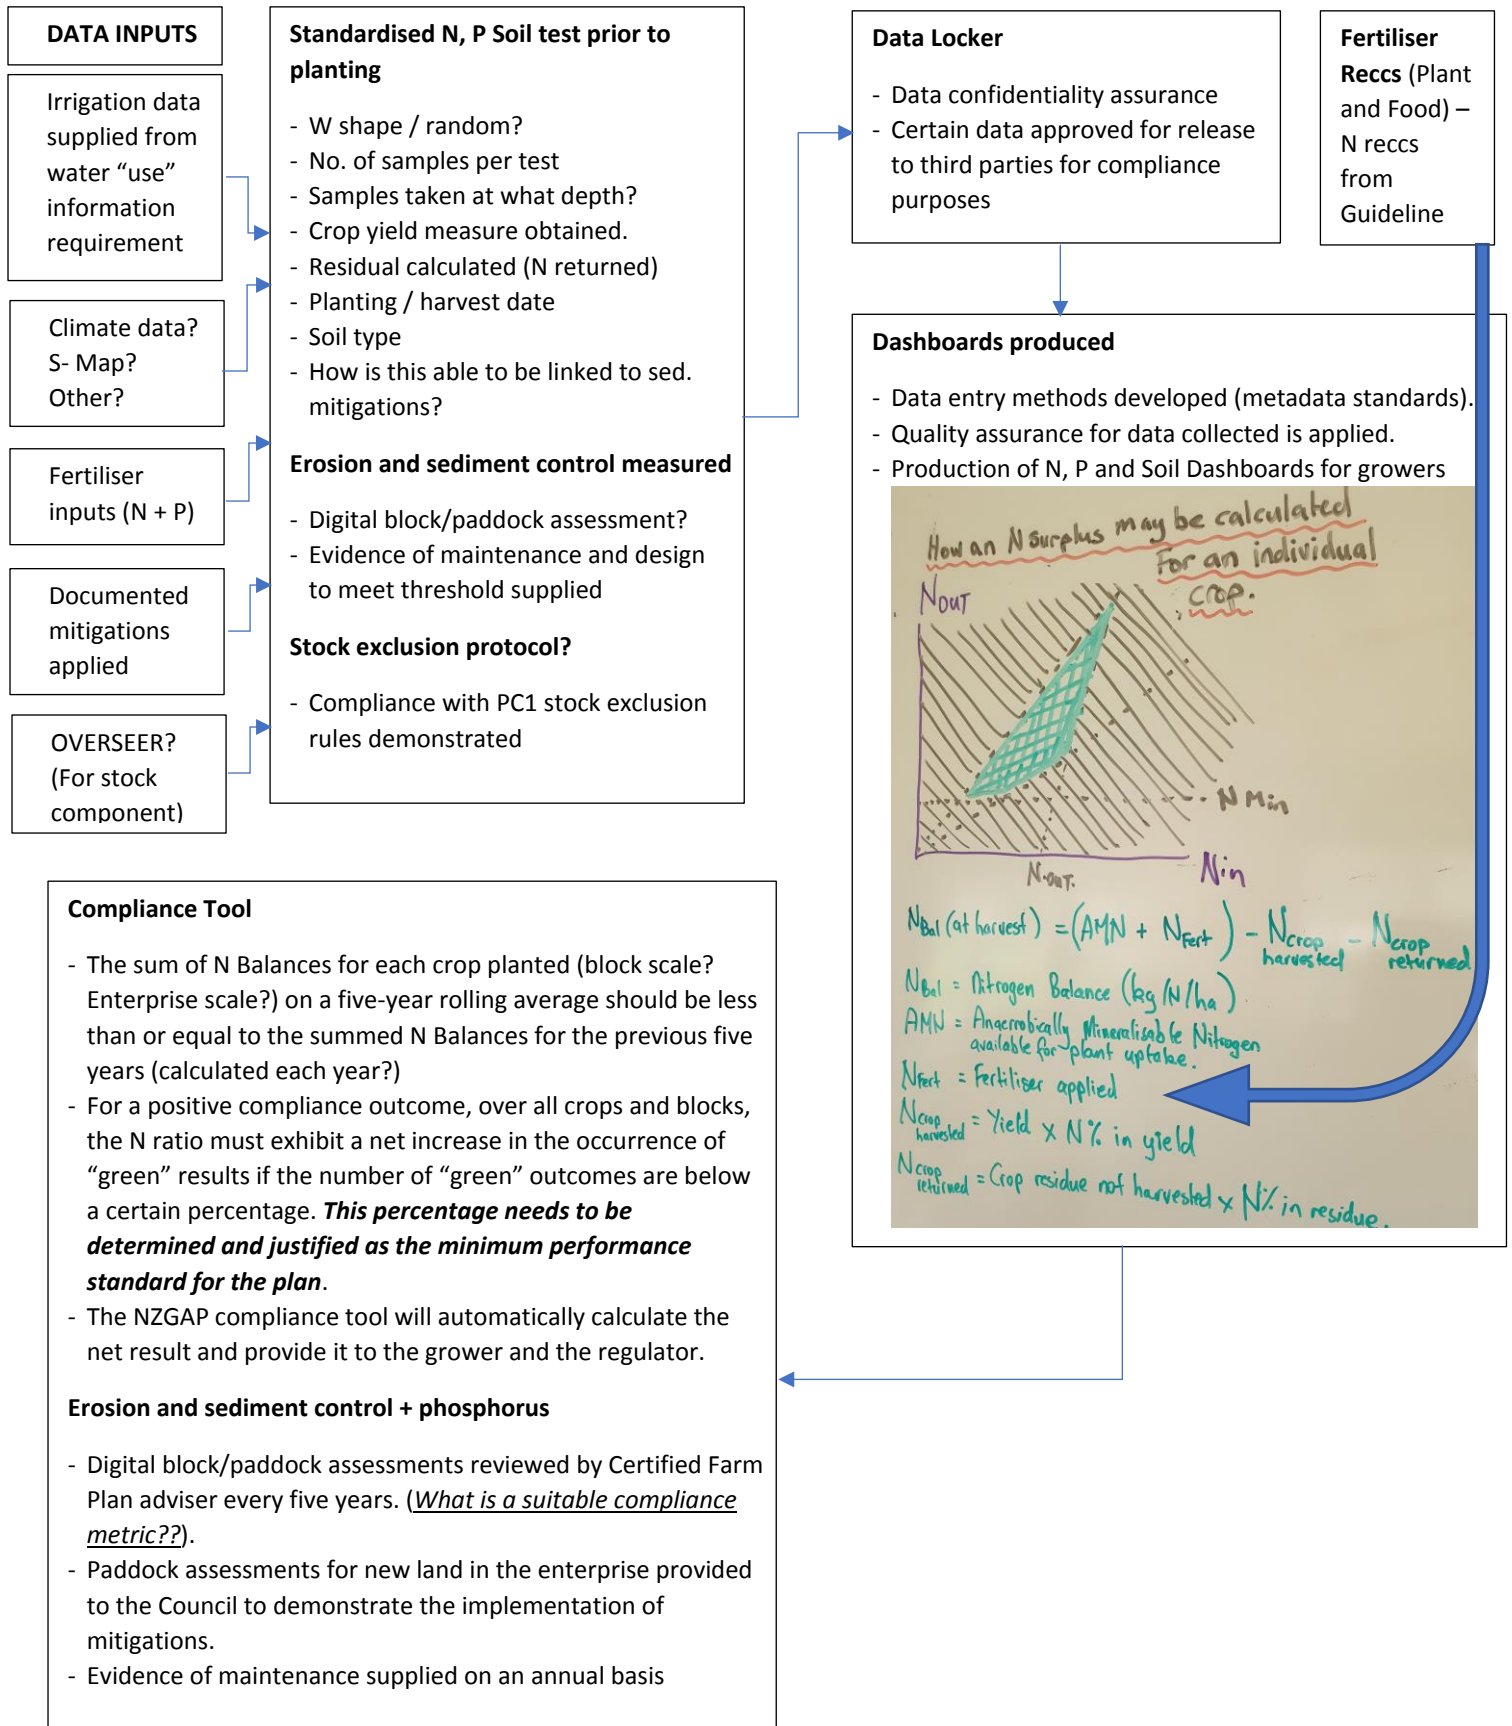 DATA INPUTS
Irrigation data
supplied from
water “use”
information
requirement
Climate data?
S- Map?
Other?
Fertiliser
inputs (N + P)
Documented
mitigations
applied
OVERSEER?
(For stock
component)
Standardised N, P Soil test prior to
planting
- W shape / random?
- No. of samples per test
- Samples taken at what depth?
- Crop yield measure obtained.
- Residual calculated (N returned)
- Planting / harvest date
- Soil type
- How is this able to be linked to sed.
mitigations?
Erosion and sediment control measured
- Digital block/paddock assessment?
- Evidence of maintenance and design
to meet threshold supplied
Stock exclusion protocol?
- Compliance with PC1 stock exclusion
rules demonstrated
Data Locker
- Data confidentiality assurance
- Certain data approved for release
to third parties for compliance
purposes
Fertiliser
Reccs (Plant
and Food) –
N reccs
from
Guideline
Dashboards produced
- Data entry methods developed (metadata standards).
- Quality assurance for data collected is applied.
- Production of N, P and Soil Dashboards for growers
How an N surplus may be calculated
for an individual
crop.
NOUT
N Min
N.OUT.
Nin
NBal (at harvest) = (AMN + NFert) - Ncrop harvested - Ncrop returned
NBal = Nitrogen Balance (kg/N/ha)
AMN = Anaerobically Mineralisable Nitrogen
available for plant uptake.
NFert = Fertiliser applied
Ncrop harvested = Yield x N% in yield
Ncrop returned = Crop residue not harvested x N% in residue.
Compliance Tool
- The sum of N Balances for each crop planted (block scale?
Enterprise scale?) on a five-year rolling average should be less
than or equal to the summed N Balances for the previous five
years (calculated each year?)
- For a positive compliance outcome, over all crops and blocks,
the N ratio must exhibit a net increase in the occurrence of
“green” results if the number of “green” outcomes are below
a certain percentage. This percentage needs to be
determined and justified as the minimum performance
standard for the plan.
- The NZGAP compliance tool will automatically calculate the
net result and provide it to the grower and the regulator.
Erosion and sediment control + phosphorus
- Digital block/paddock assessments reviewed by Certified Farm
Plan adviser every five years. (What is a suitable compliance
metric??).
- Paddock assessments for new land in the enterprise provided
to the Council to demonstrate the implementation of
mitigations.
- Evidence of maintenance supplied on an annual basis